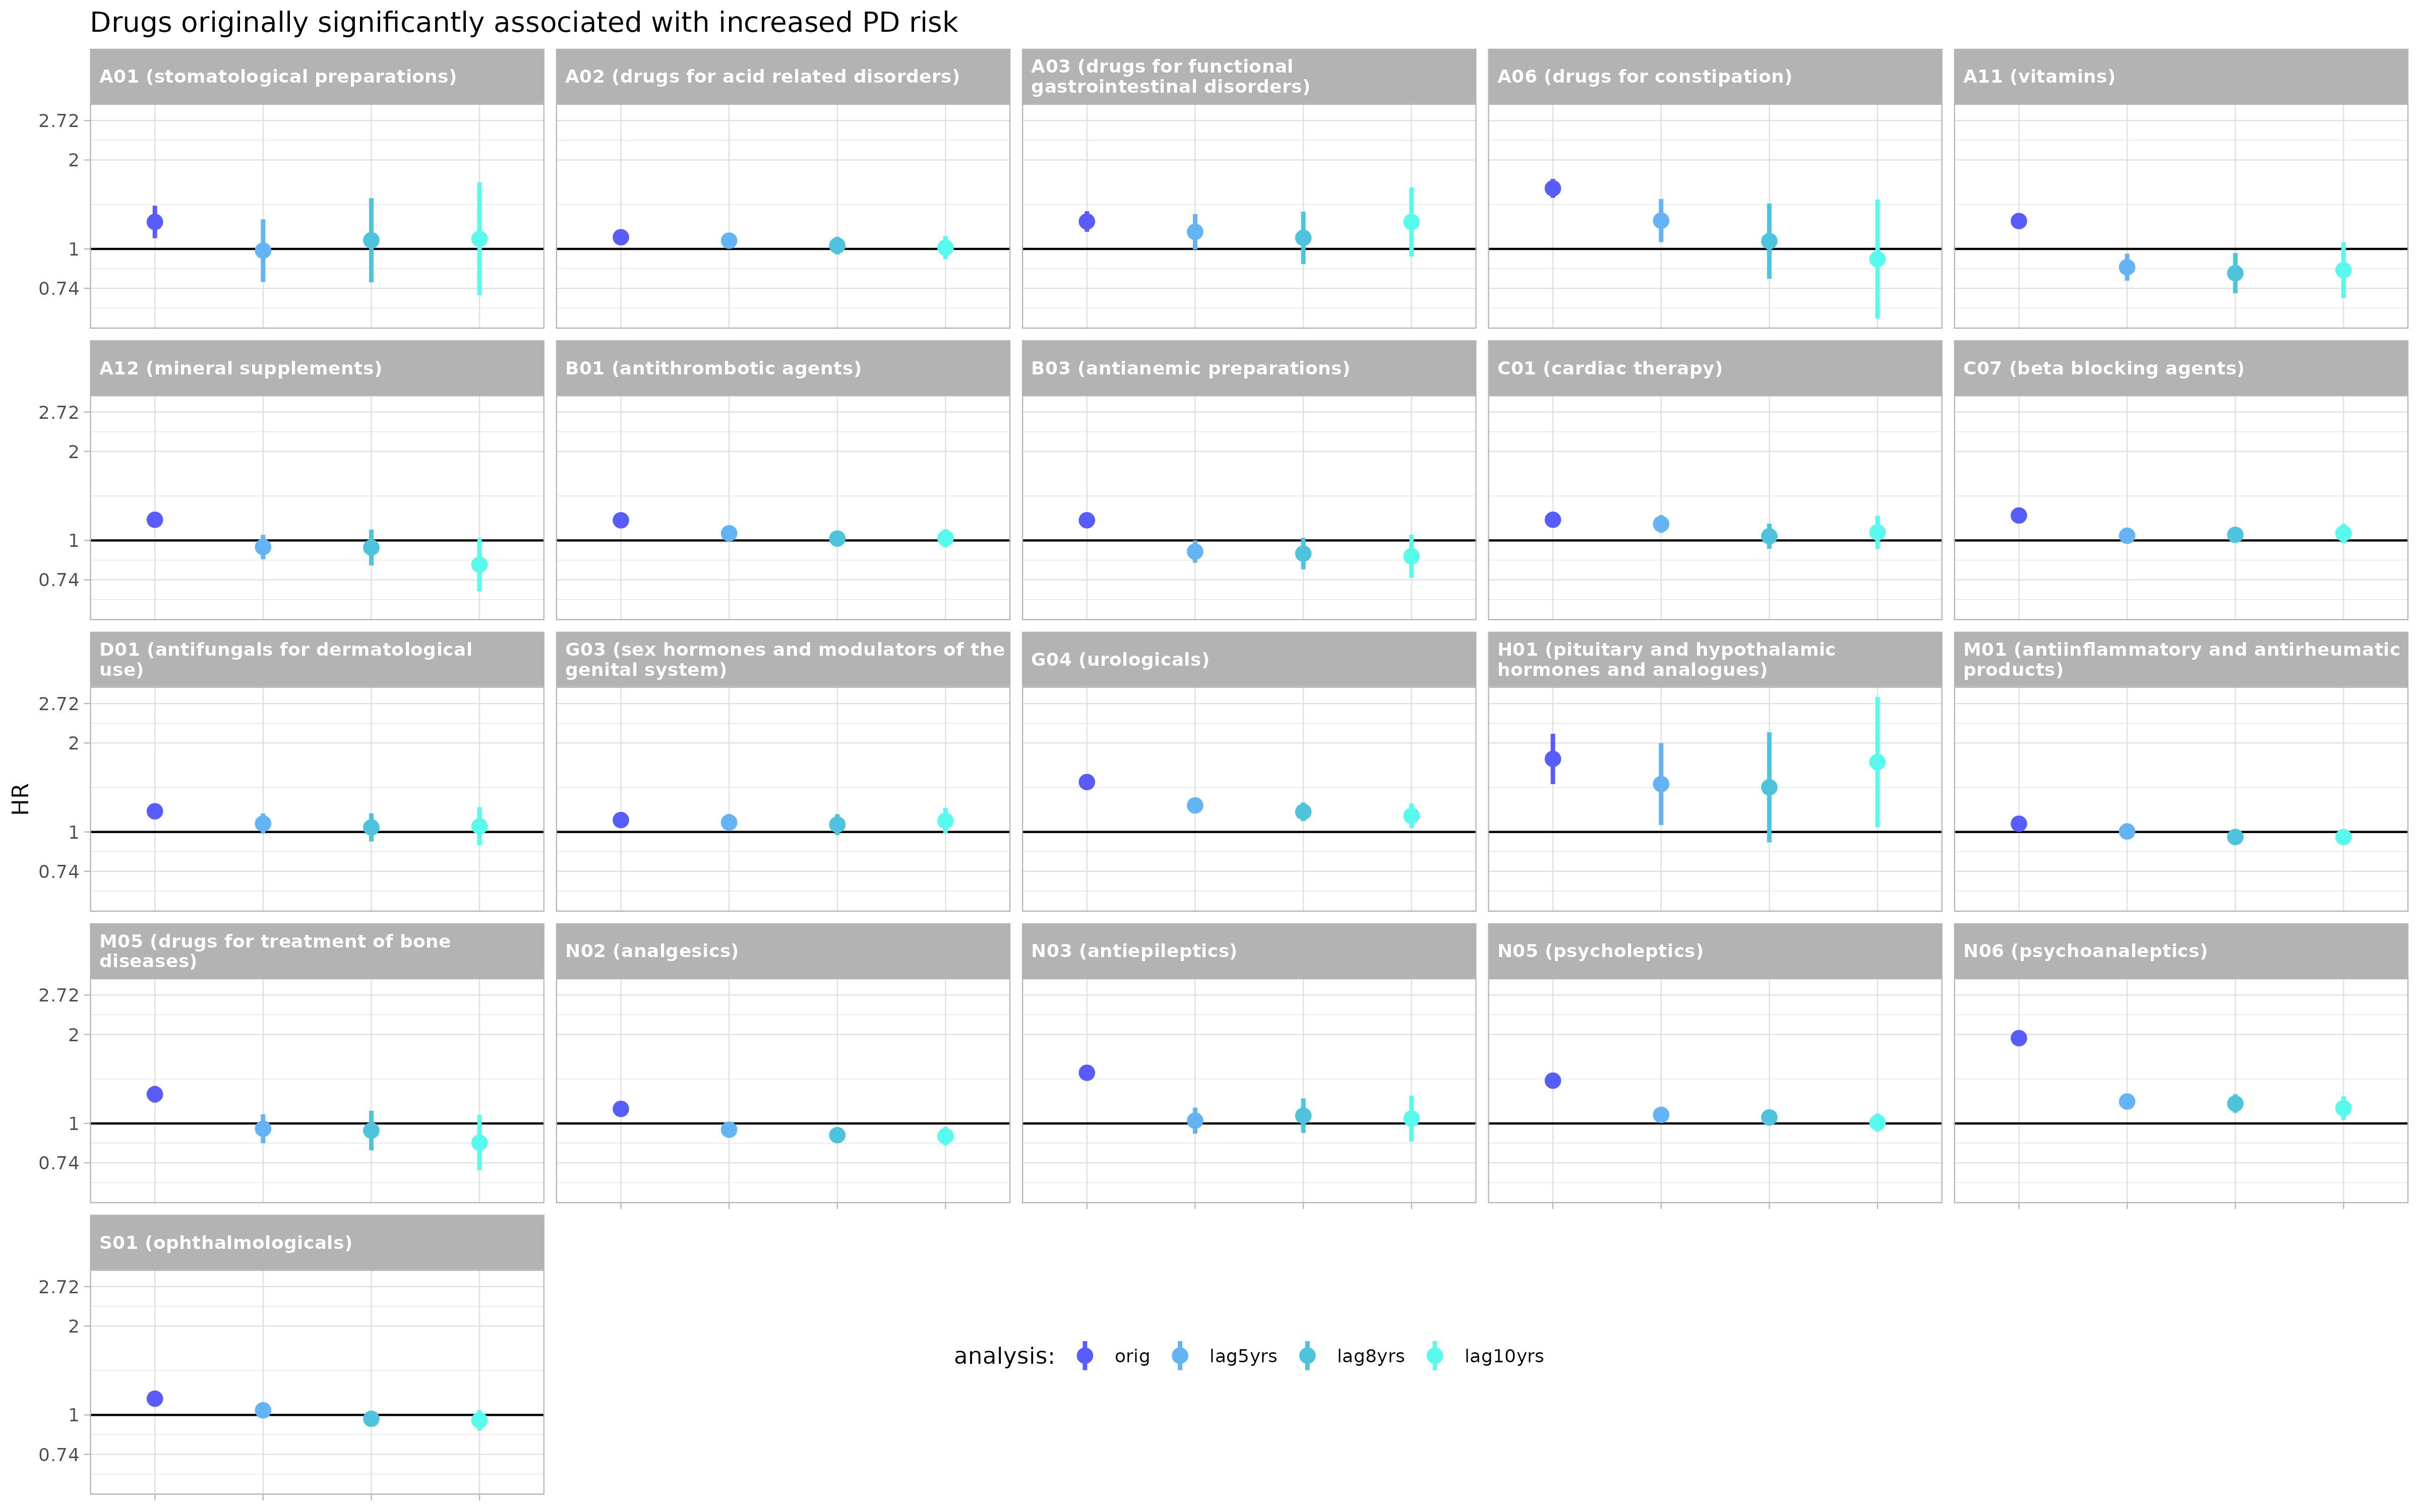 Drugs originally significantly associated with increased PD risk
A01 (stomatological preparations)
A02 (drugs for acid related disorders)
A03 (drugs for functional
gastrointestinal disorders)
A06 (drugs for constipation)
A11 (vitamins)
2.72
2
1
0.74
A12 (mineral supplements)
B01 (antithrombotic agents)
B03 (antianemic preparations)
C01 (cardiac therapy)
C07 (beta blocking agents)
2.72
2
1
0.74
D01 (antifungals for dermatological
use)
G03 (sex hormones and modulators of the
genital system)
G04 (urologicals)
H01 (pituitary and hypothalamic
hormones and analogues)
M01 (antiinflammatory and antirheumatic
products)
2.72
2
1
0.74
HR
M05 (drugs for treatment of bone
diseases)
N02 (analgesics)
N03 (antiepileptics)
N05 (psycholeptics)
N06 (psychoanaleptics)
2.72
2
1
0.74
S01 (ophthalmologicals)
2.72
2
1
0.74
analysis: orig lag5yrs lag8yrs lag10yrs